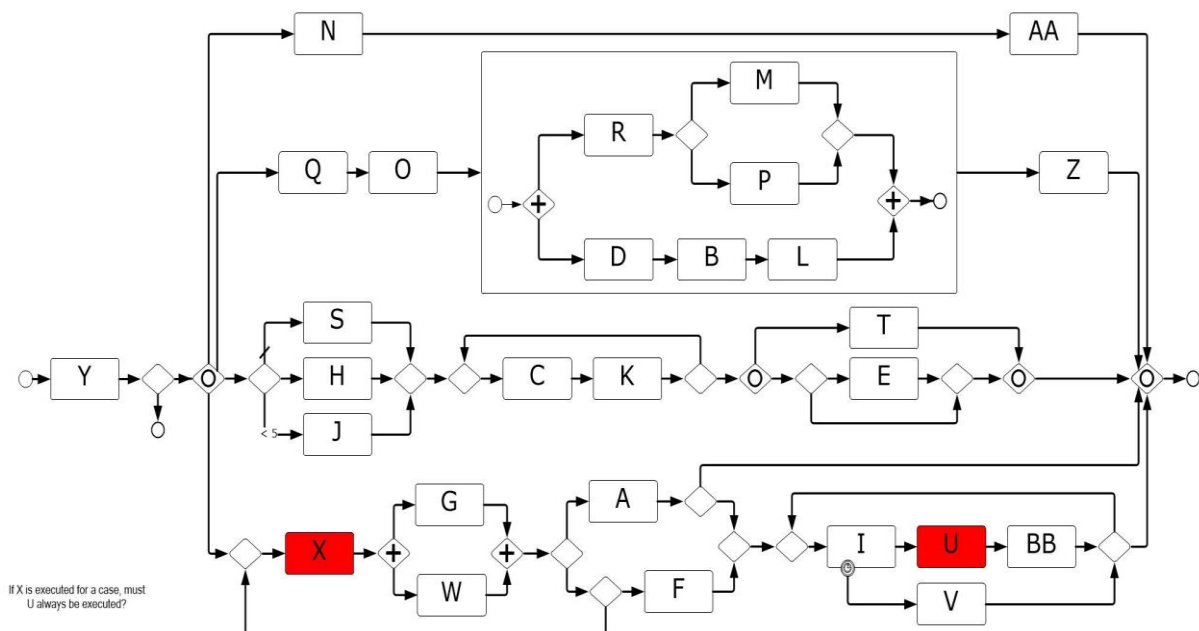 N
AA
M
R
Q
O
P
Z
D
B
L
S
T
Y
H
C
K
E
< 5
J
G
A
X
I
U
BB
W
F
V
If X is executed for a case, must
U always be executed?